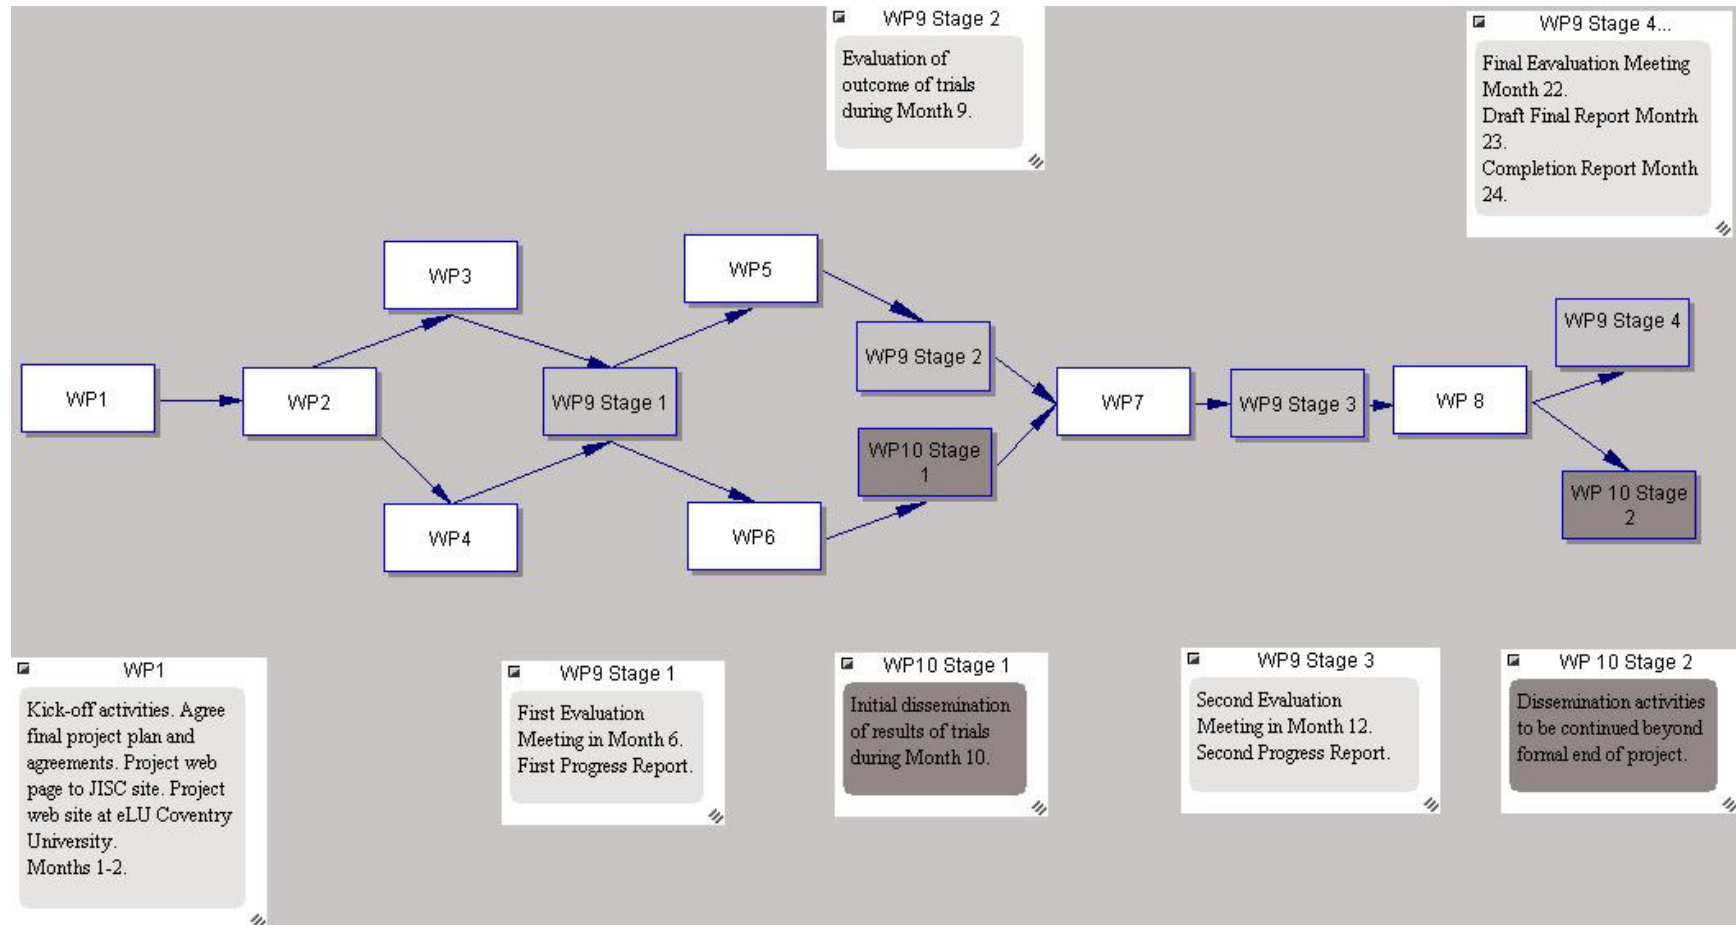 WP9 Stage 2
Evaluation of
outcome of trials
during Month 9.
WP9 Stage 4...
Final Eavaluation Meeting
Month 22.
Draft Final Report Montrh
23.
Completion Report Month
24.
WP1
WP2
WP3
WP4
WP9 Stage 1
WP5
WP6
WP9 Stage 2
WP10 Stage
1
WP7
WP9 Stage 3
WP 8
WP9 Stage 4
WP 10 Stage
2
WP1
Kick-off activities. Agree
final project plan and
agreements. Project web
page to JISC site. Project
web site at eLU Coventry
University.
Months 1-2.
WP9 Stage 1
First Evaluation
Meeting in Month 6.
First Progress Report.
WP10 Stage 1
Initial dissemination
of results of trials
during Month 10.
WP9 Stage 3
Second Evaluation
Meeting in Month 12.
Second Progress Report.
WP 10 Stage 2
Dissemination activities
to be continued beyond
formal end of project.